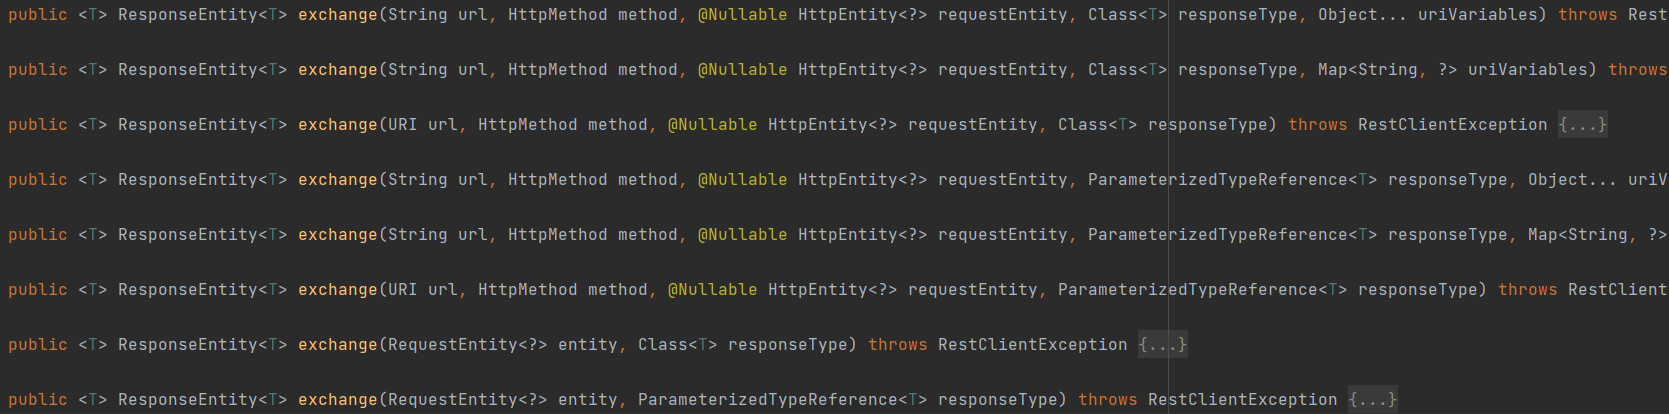 public <T> ResponseEntity<T> exchange(String url, HttpMethod method, @Nullable HttpEntity<?> requestEntity, Class<T> responseType, Object... uriVariables) throws Rest
public <T> ResponseEntity<T> exchange(String url, HttpMethod method, @Nullable HttpEntity<?> requestEntity, Class<T> responseType, Map<String, ?> uriVariables) throws
public <T> ResponseEntity<T> exchange(URI url, HttpMethod method, @Nullable HttpEntity<?> requestEntity, Class<T> responseType) throws RestClientException {...}
public <T> ResponseEntity<T> exchange(String url, HttpMethod method, @Nullable HttpEntity<?> requestEntity, ParameterizedTypeReference<T> responseType, Object... uriV
public <T> ResponseEntity<T> exchange(String url, HttpMethod method, @Nullable HttpEntity<?> requestEntity, ParameterizedTypeReference<T> responseType, Map<String, ?>
public <T> ResponseEntity<T> exchange(URI url, HttpMethod method, @Nullable HttpEntity<?> requestEntity, ParameterizedTypeReference<T> responseType) throws RestClient
public <T> ResponseEntity<T> exchange(RequestEntity<?> entity, Class<T> responseType) throws RestClientException {...}
public <T> ResponseEntity<T> exchange(RequestEntity<?> entity, ParameterizedTypeReference<T> responseType) throws RestClientException {...}